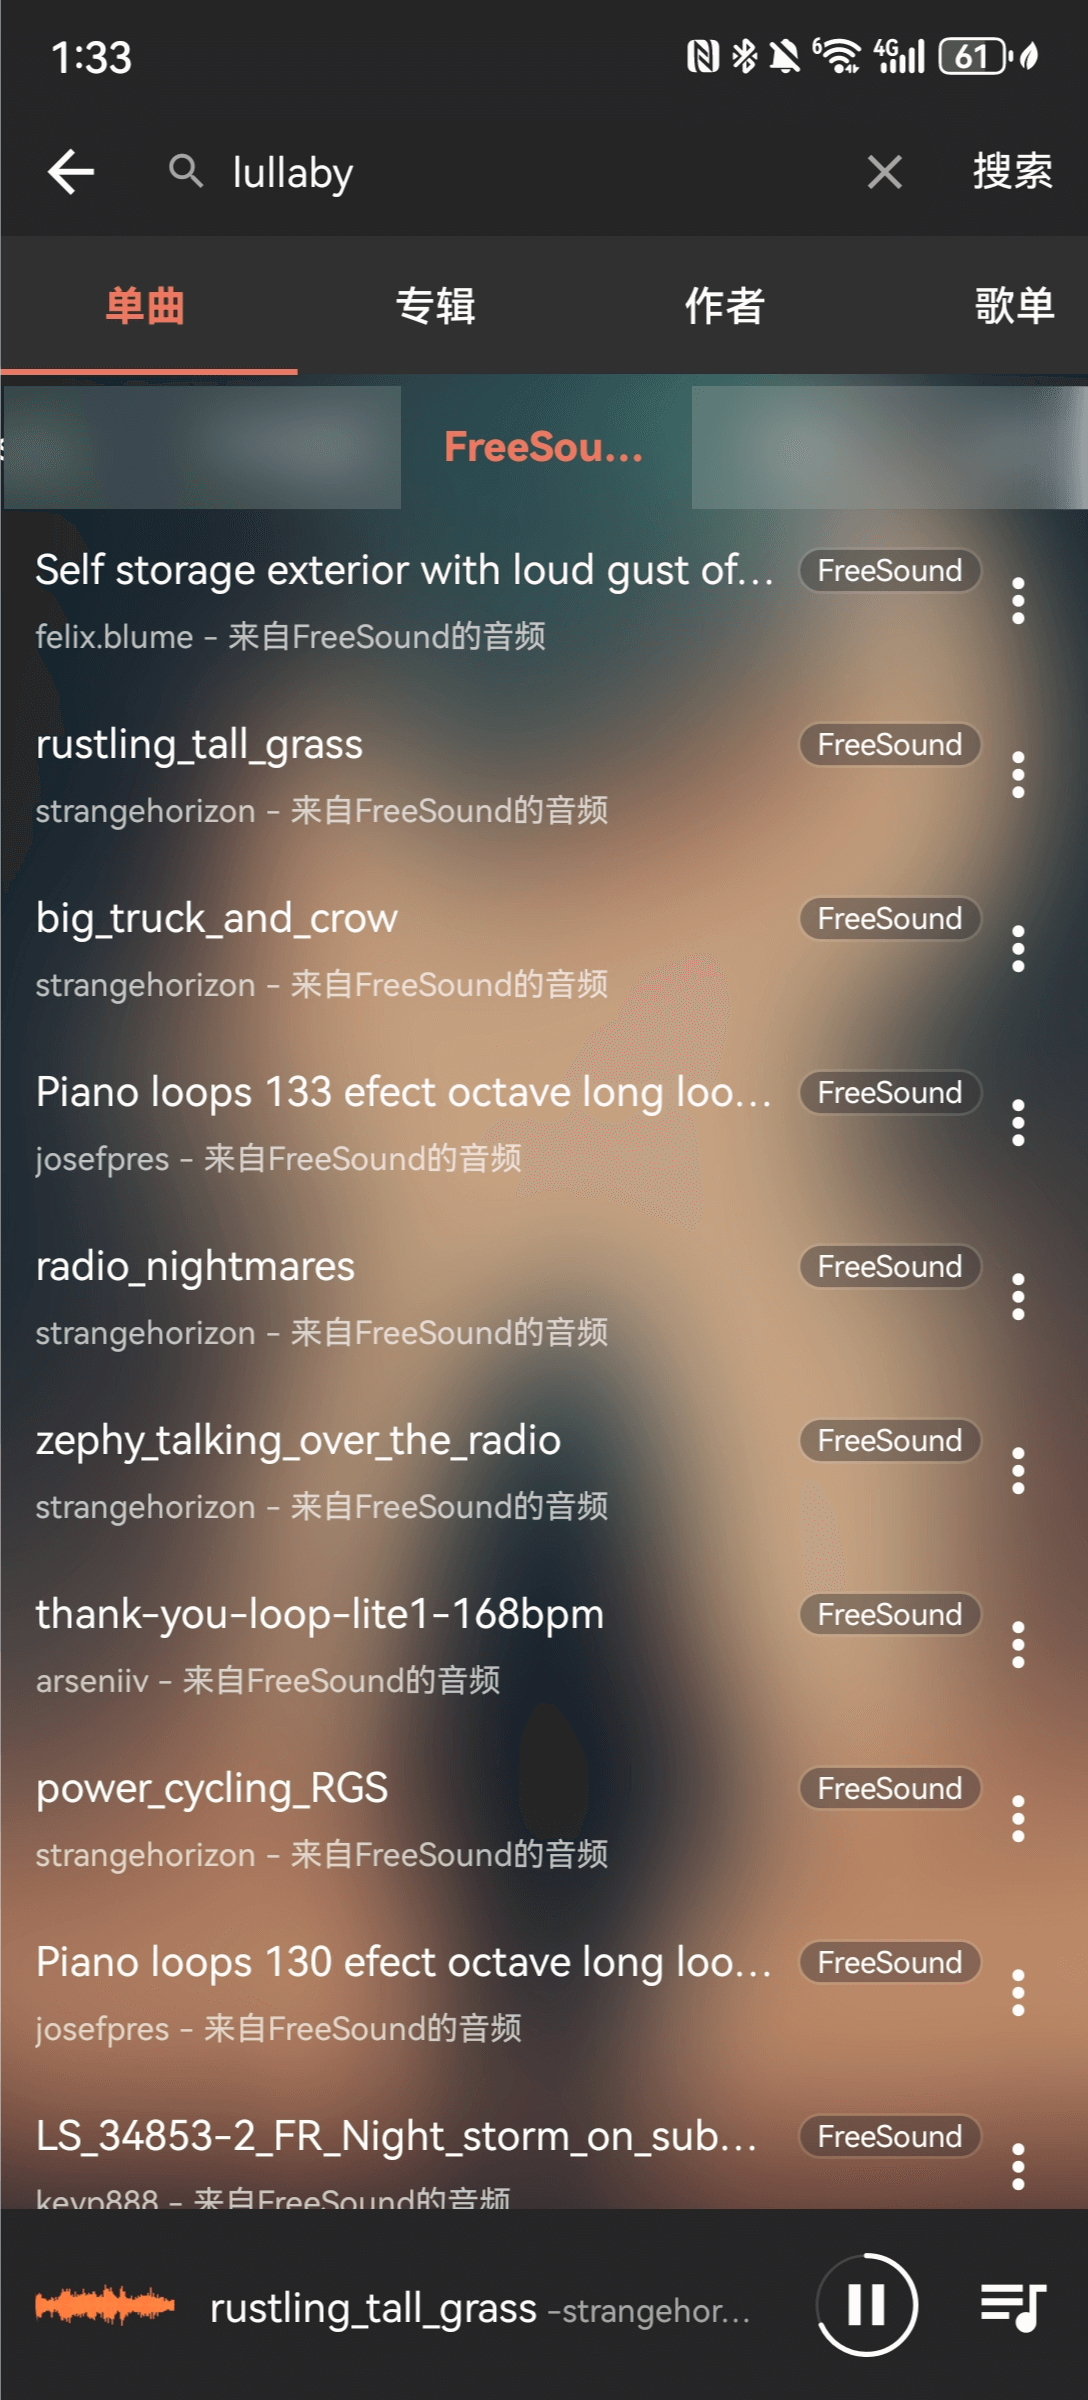 1:33
6
4G
61
lullaby
搜索
单曲 专辑 作者 歌单
FreeSou...
Self storage exterior with loud gust of... FreeSound
felix.blume - 来自FreeSound的音频
rustling_tall_grass FreeSound
strangehorizon - 来自FreeSound的音频
big_truck_and_crow FreeSound
strangehorizon - 来自FreeSound的音频
Piano loops 133 efect octave long loo... FreeSound
josefpres - 来自FreeSound的音频
radio_nightmares FreeSound
strangehorizon - 来自FreeSound的音频
zephy_talking_over_the_radio FreeSound
strangehorizon - 来自FreeSound的音频
thank-you-loop-lite1-168bpm FreeSound
arseniiv - 来自FreeSound的音频
power_cycling_RGS FreeSound
strangehorizon - 来自FreeSound的音频
Piano loops 130 efect octave long loo... FreeSound
josefpres - 来自FreeSound的音频
LS_34853-2_FR_Night_storm_on_sub... FreeSound
kevp888 - 来自FreeSound的音频
rustling_tall_grass -strangehor...